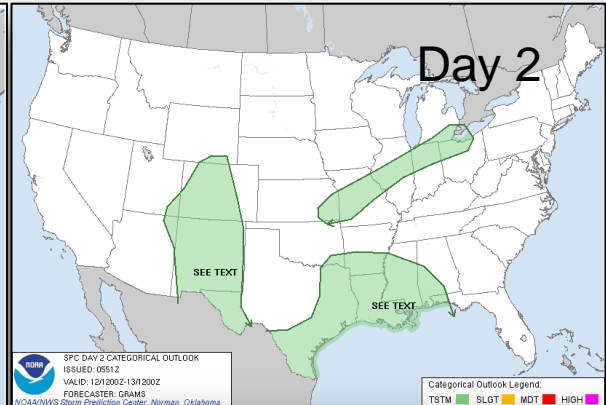 Day 2
SEE TEXT
SEE TEXT
NOAA
SPC DAY 2 CATEGORICAL OUTLOOK
ISSUED: 0551Z
VALID: 12/1200Z-13/1200Z
FORECASTER: GRAMS
NOAA/NWS Storm Prediction Center, Norman, Oklahoma
Categorical Outlook Legend:
TSTM SLGT MDT HIGH